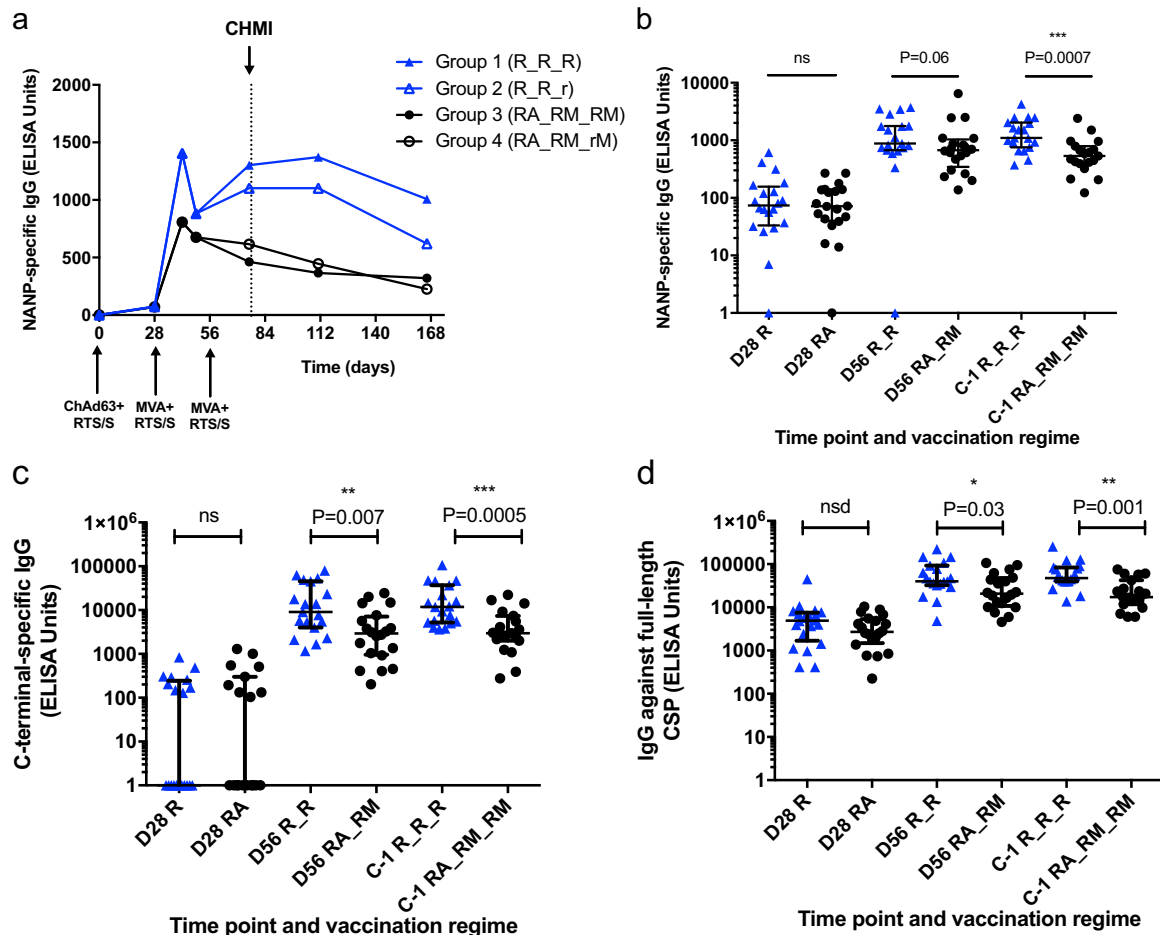 a
CHMI
Group 1 (R_R_R)
Group 2 (R_R_r)
Group 3 (RA_RM_RM)
Group 4 (RA_RM_rM)
NANP-specific IgG (ELISA Units)
2000
1500
1000
500
0
0 28 56 84 112 140 168
Time (days)
ChAd63+ RTS/S
MVA+ RTS/S
MVA+ RTS/S
b
ns
P=0.06
***
P=0.0007
NANP-specific IgG (ELISA Units)
10000
1000
100
10
1
D28 R
D28 RA
D56 R_R
D56 RA_RM
C-1 R_R_R
C-1 RA_RM_RM
Time point and vaccination regime
c
ns
**
P=0.007
***
P=0.0005
C-terminal-specific IgG
(ELISA Units)
1×10⁶
100000
10000
1000
100
10
1
D28 R
D28 RA
D56 R_R
D56 RA_RM
C-1 R_R_R
C-1 RA_RM_RM
Time point and vaccination regime
d
nsd
*
P=0.03
**
P=0.001
IgG against full-length
CSP (ELISA Units)
1×10⁶
100000
10000
1000
100
10
1
D28 R
D28 RA
D56 R_R
D56 RA_RM
C-1 R_R_R
C-1 RA_RM_RM
Time point and vaccination regime